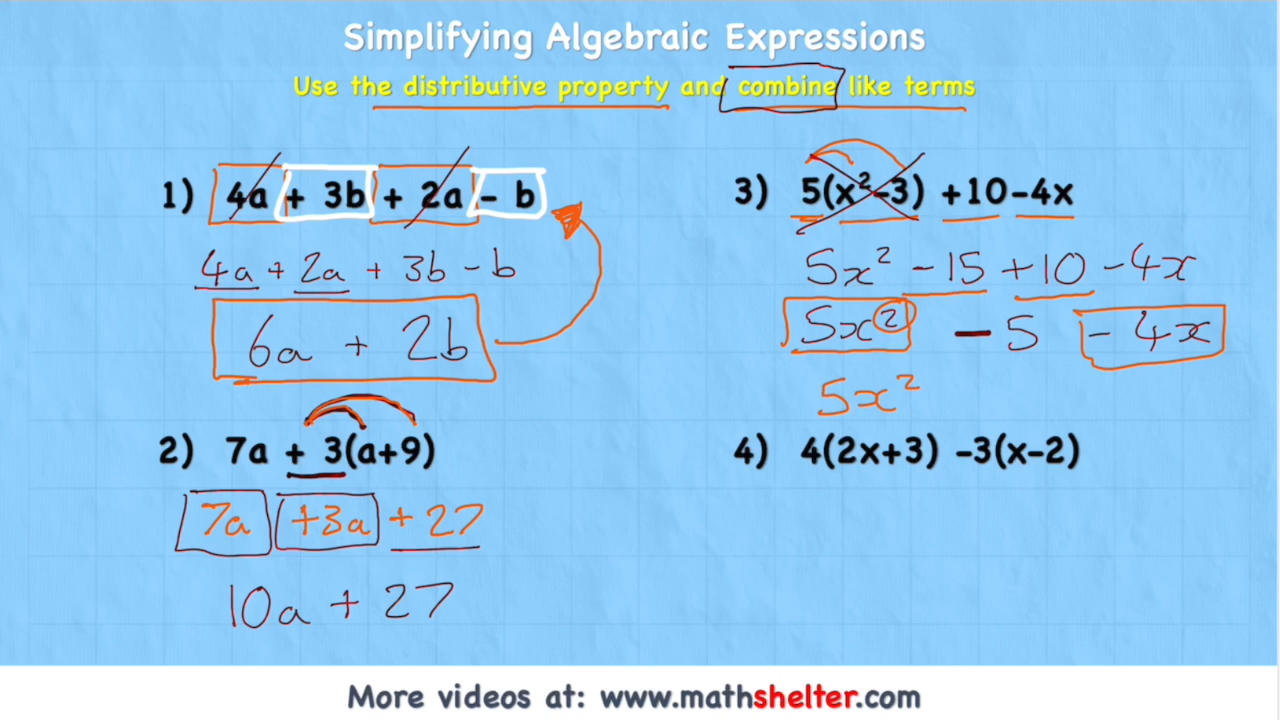 Simplifying Algebraic Expressions
Use the distributive property and combine like terms
1) 4a + 3b + 2a - b
4a + 2a + 3b - b
6a + 2b
2) 7a + 3(a+9)
7a +3a + 27
10a + 27
3) 5(x²-3) +10-4x
5x² - 15 + 10 - 4x
5x² - 5 - 4x
5x²
4) 4(2x+3) -3(x-2)
More videos at: www.mathshelter.com